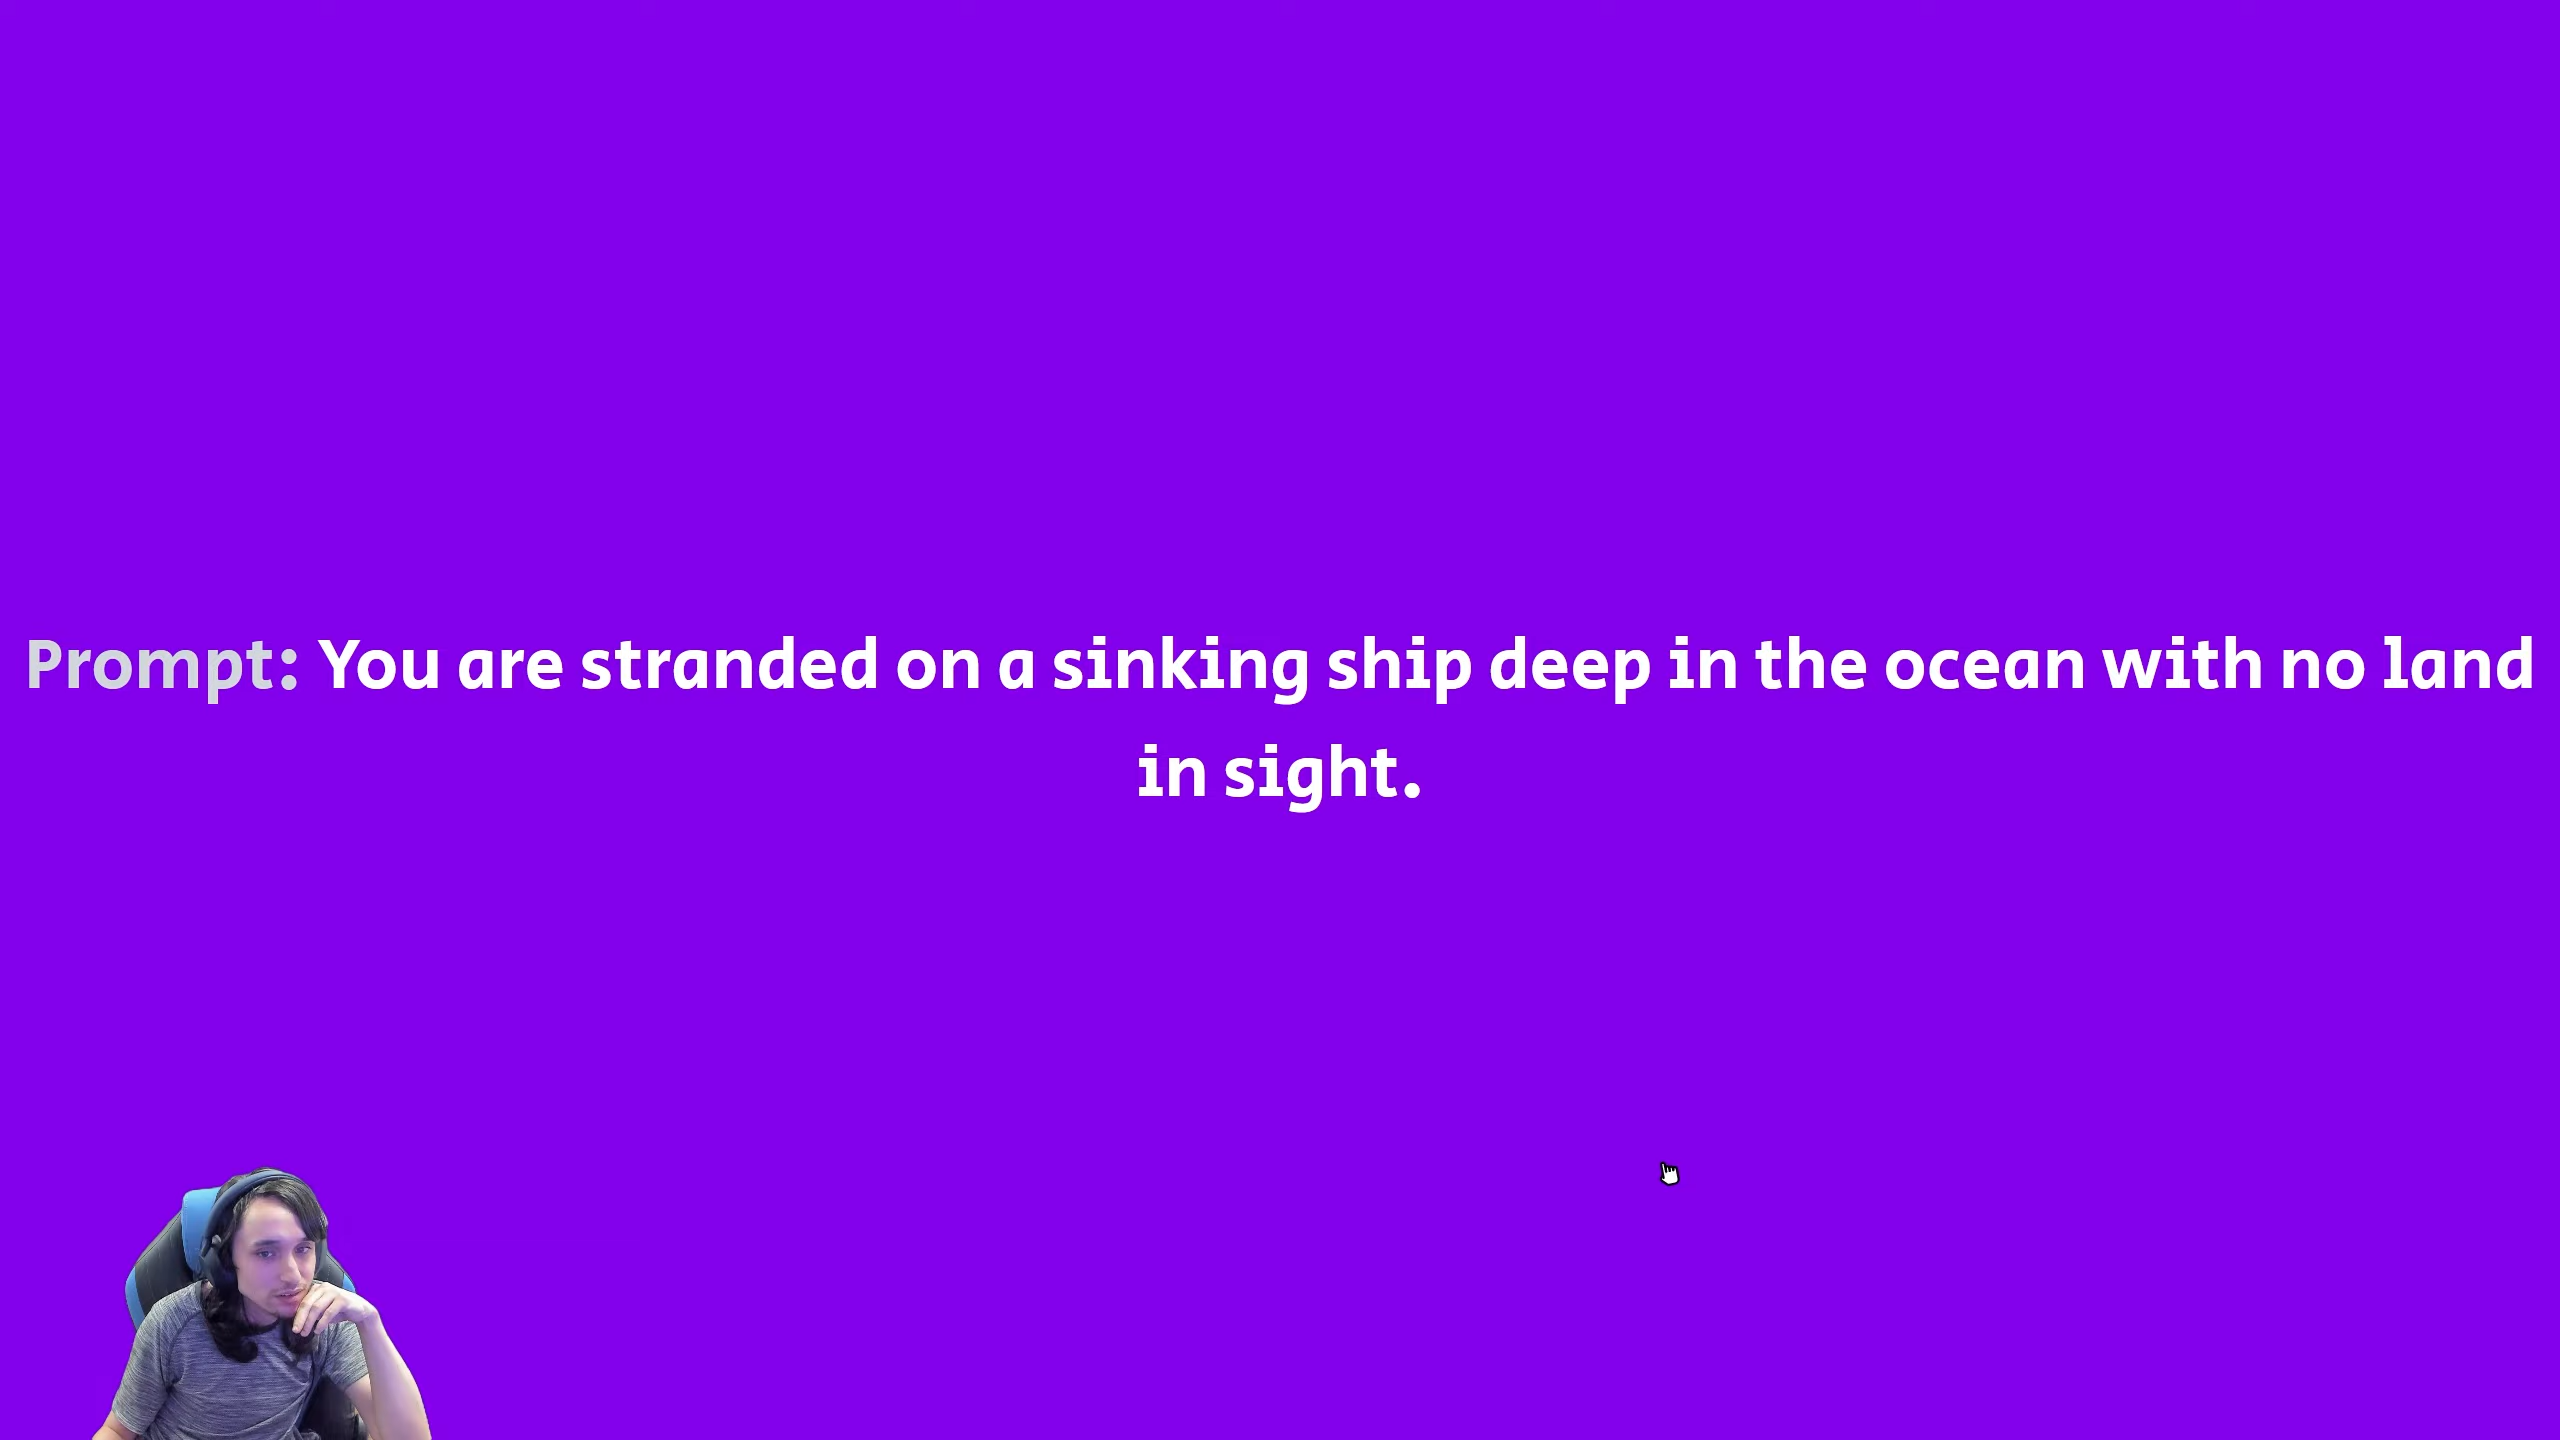 Prompt: You are stranded on a sinking ship deep in the ocean with no land
in sight.